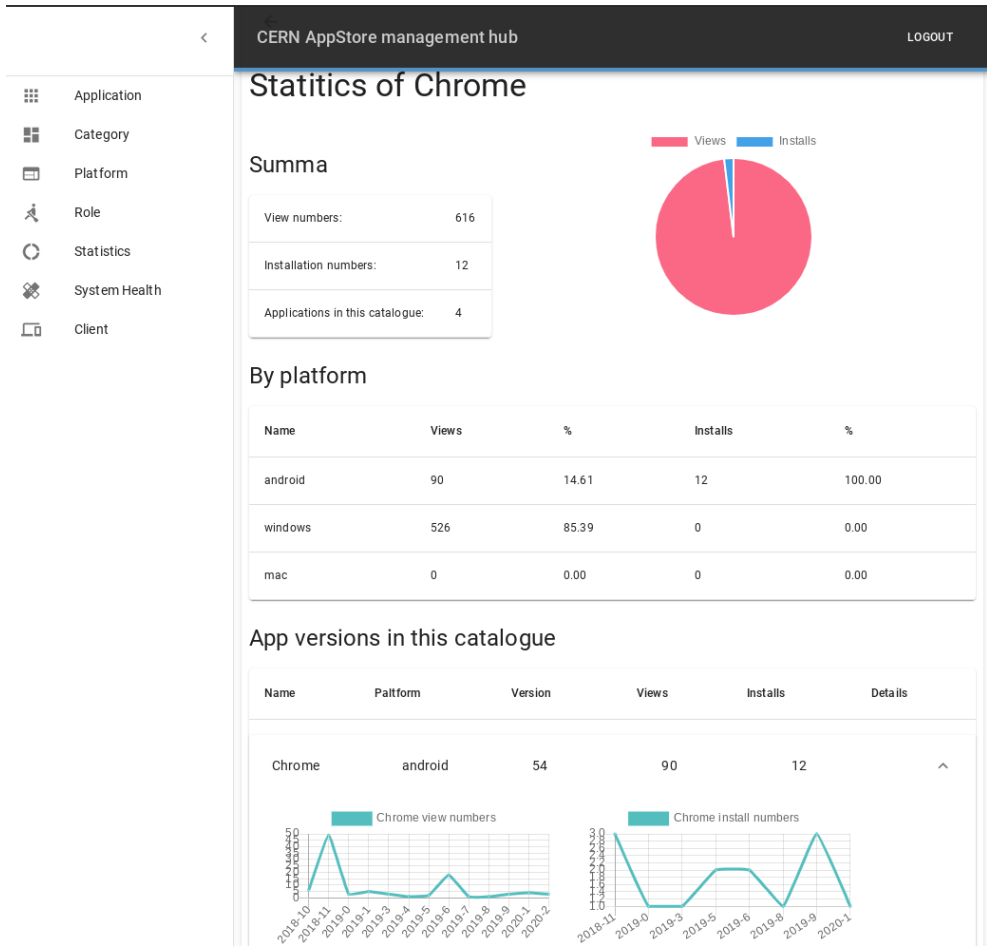 CERN AppStore management hub LOGOUT
Application
Category
Platform
Role
Statistics
System Health
Client
Statitics of Chrome
Summa
View numbers: 616
Installation numbers: 12
Applications in this catalogue: 4
Views Installs
By platform
Name Views % Installs %
android 90 14.61 12 100.00
windows 526 85.39 0 0.00
mac 0 0.00 0 0.00
App versions in this catalogue
Name Paltform Version Views Installs Details
Chrome android 54 90 12
Chrome view numbers
50
45
40
35
30
25
20
15
10
5
0
2018-10 2018-11 2019-0 2019-1 2019-3 2019-4 2019-5 2019-6 2019-7 2019-8 2019-9 2020-1 2020-2
Chrome install numbers
3.0
2.8
2.6
2.4
2.2
2.0
1.8
1.6
1.4
1.2
1.0
2018-11 2019-0 2019-3 2019-5 2019-6 2019-8 2019-9 2020-1